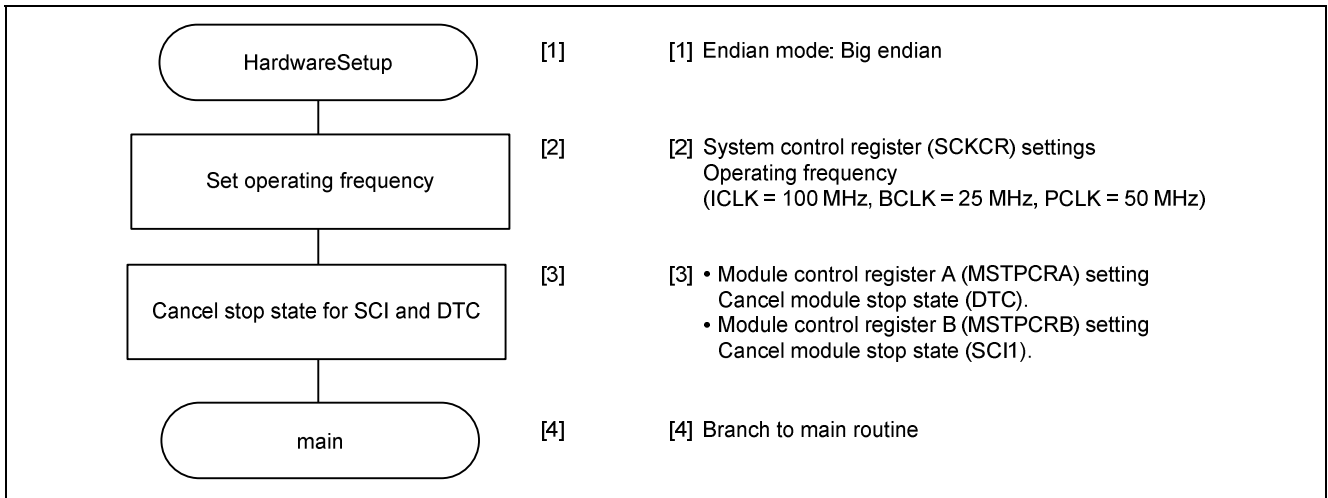 HardwareSetup [1] [1] Endian mode: Big endian
Set operating frequency [2] [2] System control register (SCKCR) settings
Operating frequency
(ICLK = 100 MHz, BCLK = 25 MHz, PCLK = 50 MHz)
Cancel stop state for SCI and DTC [3] [3] • Module control register A (MSTPCRA) setting
Cancel module stop state (DTC).
• Module control register B (MSTPCRB) setting
Cancel module stop state (SCI1).
main [4] [4] Branch to main routine